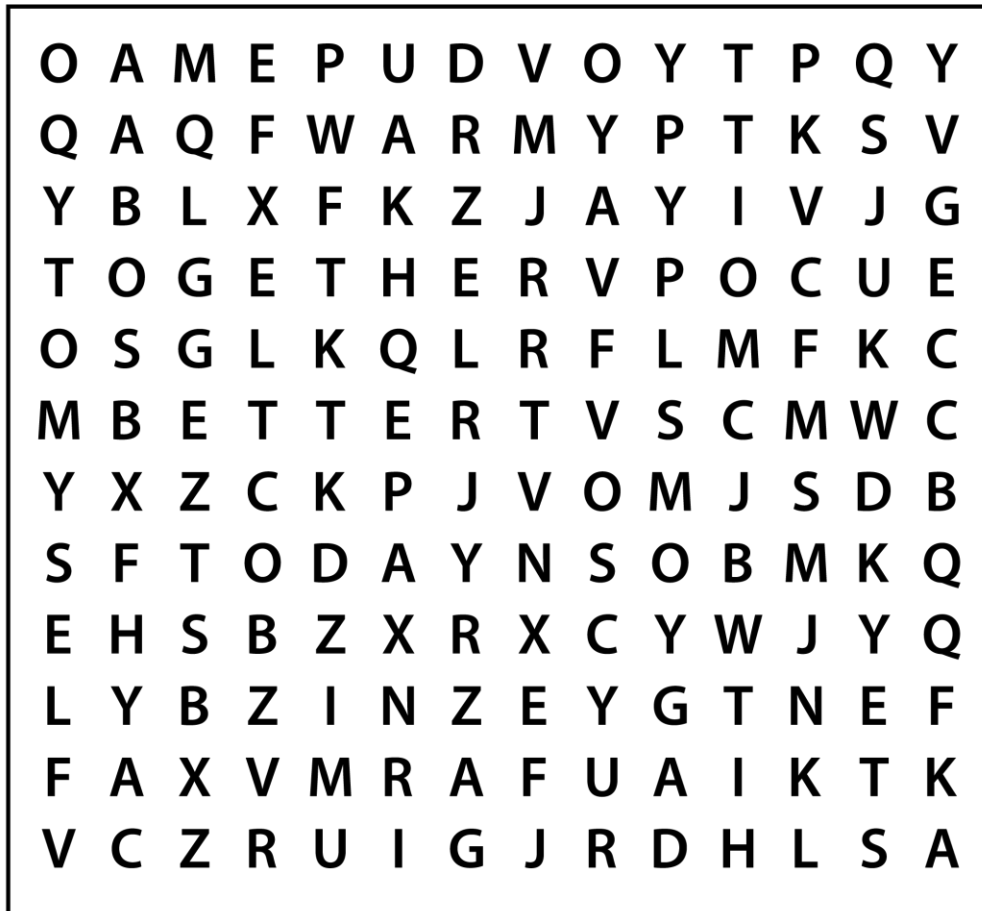 O A M E P U D V O Y T P Q Y
Q A Q F W A R M Y P T K S V
Y B L X F K Z J A Y I V J G
T O G E T H E R V P O C U E
O S G L K Q L R F L M F K C
M B E T T E R T V S C M W C
Y X Z C K P J V O M J S D B
S F T O D A Y N S O B M K Q
E H S B Z X R X C Y W J Y Q
L Y B Z I N Z E Y G T N E F
F A X V M R A F U A I K T K
V C Z R U I G J R D H L S A